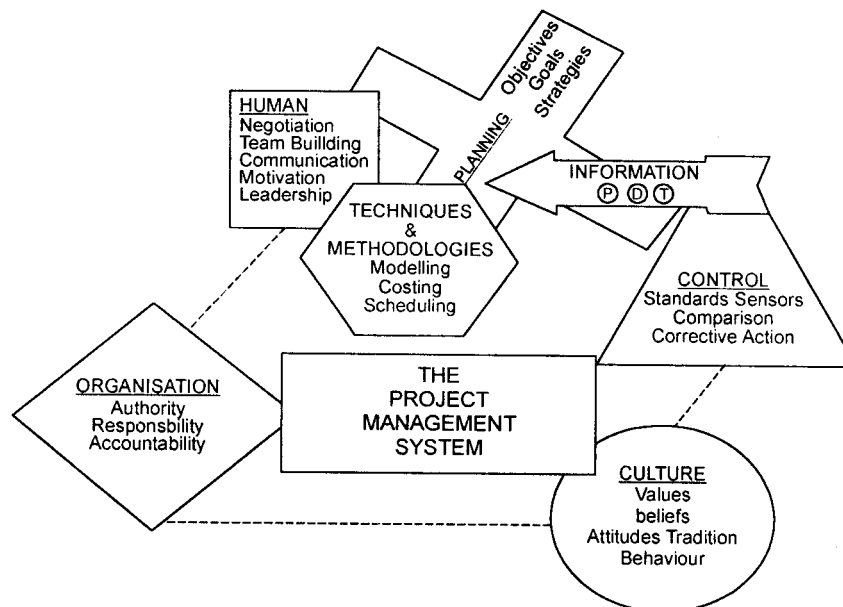 Objectives
Goals
Strategies
PLANNING
HUMAN
Negotiation
Team Buillding
Communication
Motivation
Leadership
INFORMATION
P D T
TECHNIQUES
&
METHODOLOGIES
Modelling
Costing
Scheduling
CONTROL
Standards Sensors
Comparison
Corrective Action
ORGANISATION
Authority
Responsbility
Accountability
THE
PROJECT
MANAGEMENT
SYSTEM
CULTURE
Values
beliefs
Attitudes Tradition
Behaviour